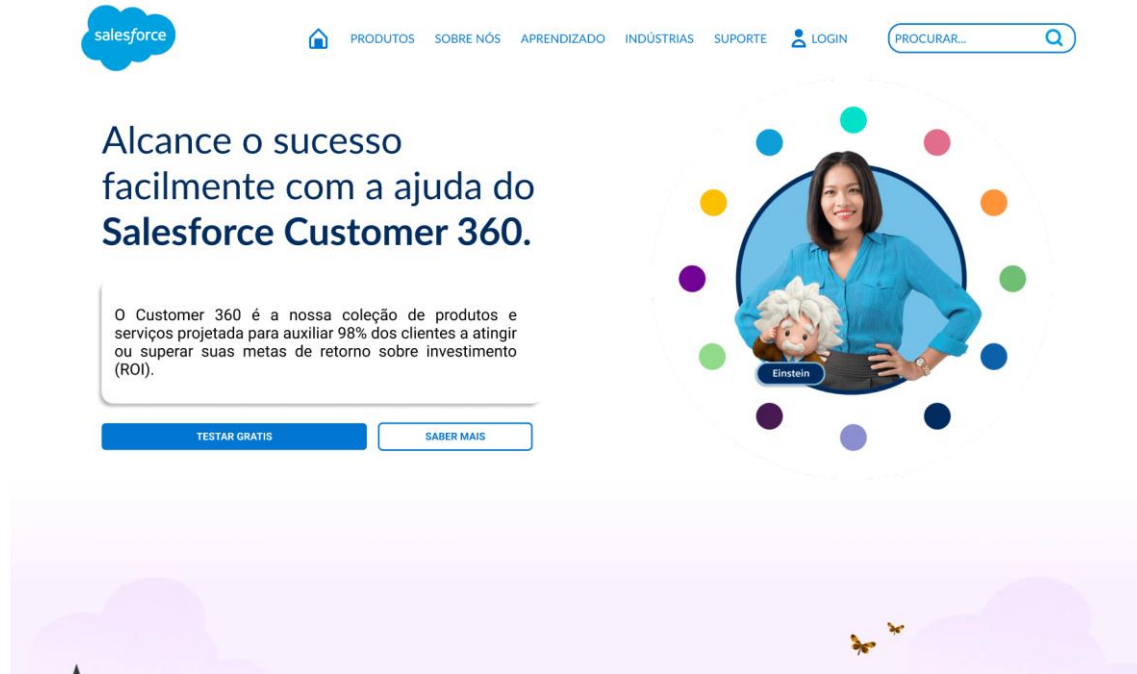 salesforce
PRODUTOS SOBRE NÓS APRENDIZADO INDÚSTRIAS SUPORTE LOGIN PROCURAR...
Alcance o sucesso
facilmente com a ajuda do
Salesforce Customer 360.
O Customer 360 é a nossa coleção de produtos e
serviços projetada para auxiliar 98% dos clientes a atingir
ou superar suas metas de retorno sobre investimento
(ROI).
TESTAR GRATIS SABER MAIS
Einstein